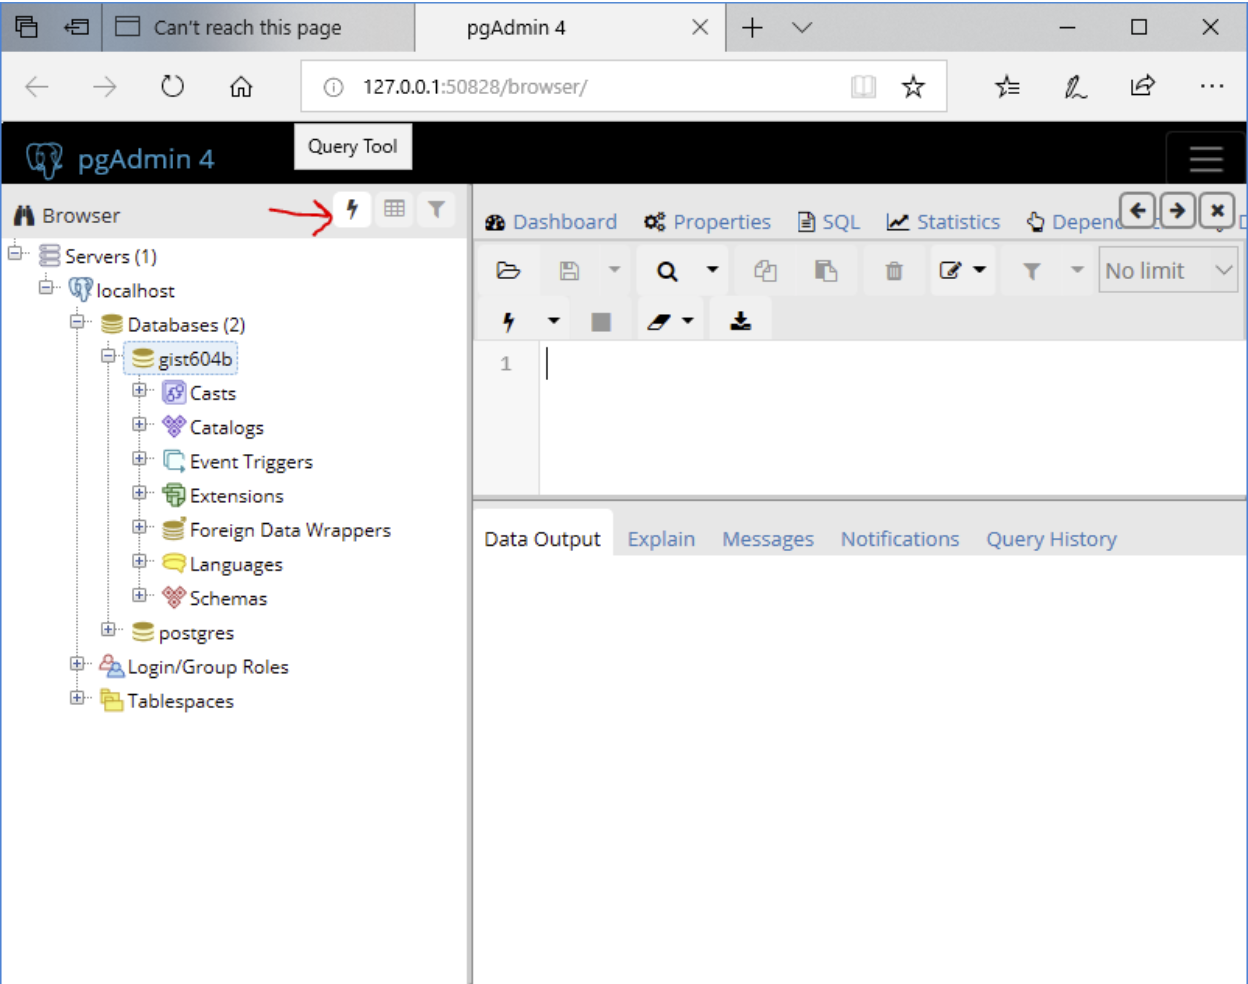 Can't reach this page
pgAdmin 4
127.0.0.1:50828/browser/
Query Tool
pgAdmin 4
Browser
Dashboard Properties SQL Statistics Depend
Servers (1)
localhost
Databases (2)
gist604b
Casts
Catalogs
Event Triggers
Extensions
Foreign Data Wrappers
Languages
Schemas
postgres
Login/Group Roles
Tablespaces
No limit
1
Data Output Explain Messages Notifications Query History